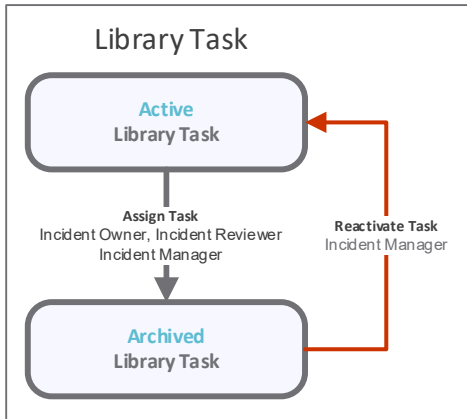 Library Task
Active
Library Task
Assign Task
Incident Owner, Incident Reviewer
Incident Manager
Reactivate Task
Incident Manager
Archived
Library Task